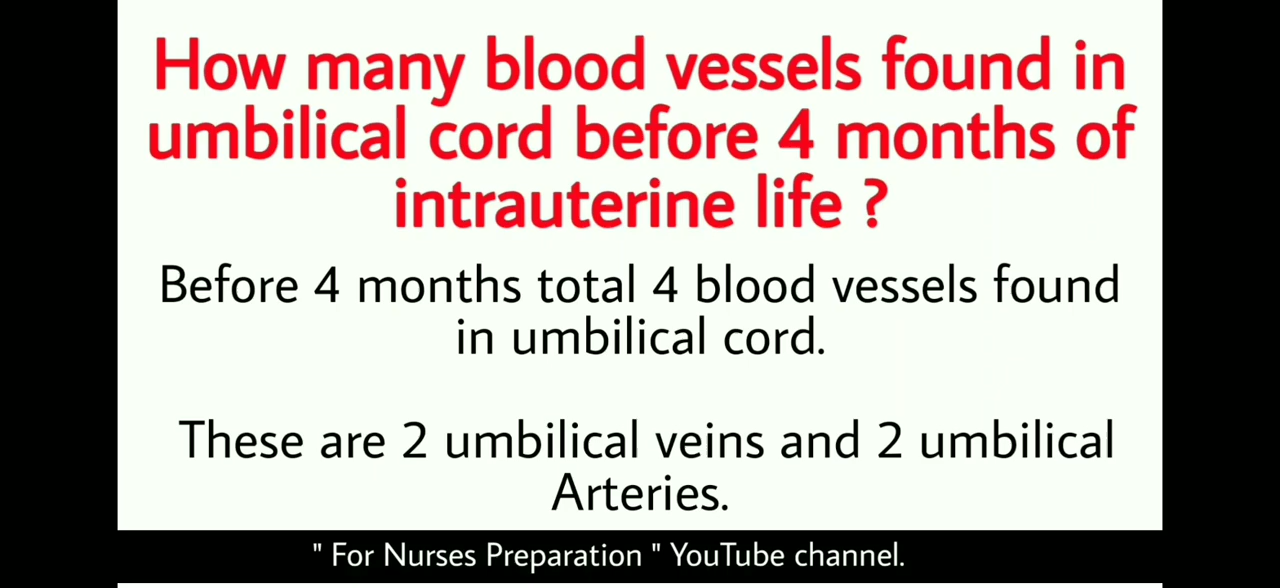 How many blood vessels found in
umbilical cord before 4 months of
intrauterine life ?
Before 4 months total 4 blood vessels found
in umbilical cord.
These are 2 umbilical veins and 2 umbilical
Arteries.
" For Nurses Preparation " YouTube channel.